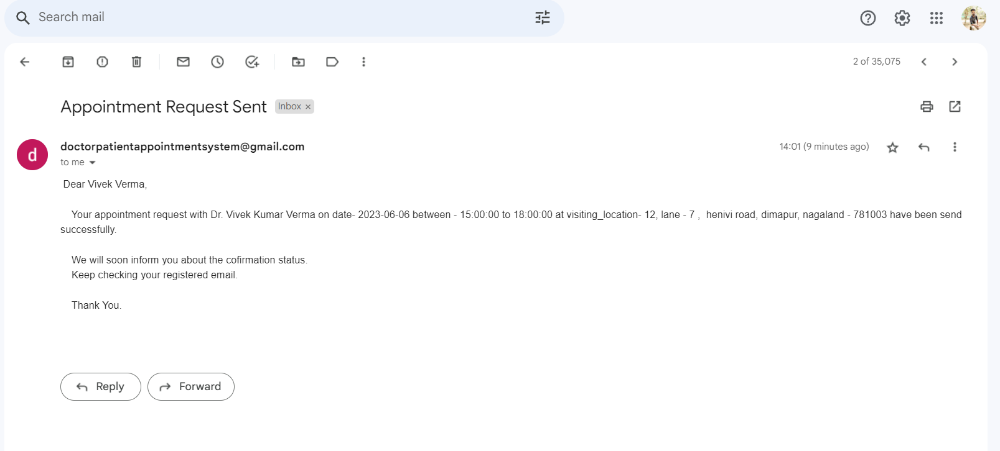 Search mail
2 of 35,075
Appointment Request Sent Inbox ×
d
doctorpatientappointmentsystem@gmail.com 14:01 (9 minutes ago)
to me
Dear Vivek Verma,
Your appointment request with Dr. Vivek Kumar Verma on date- 2023-06-06 between - 15:00:00 to 18:00:00 at visiting_location- 12, lane - 7 , henivi road, dimapur, nagaland - 781003 have been send
successfully.
We will soon inform you about the cofirmation status.
Keep checking your registered email.
Thank You.
Reply Forward